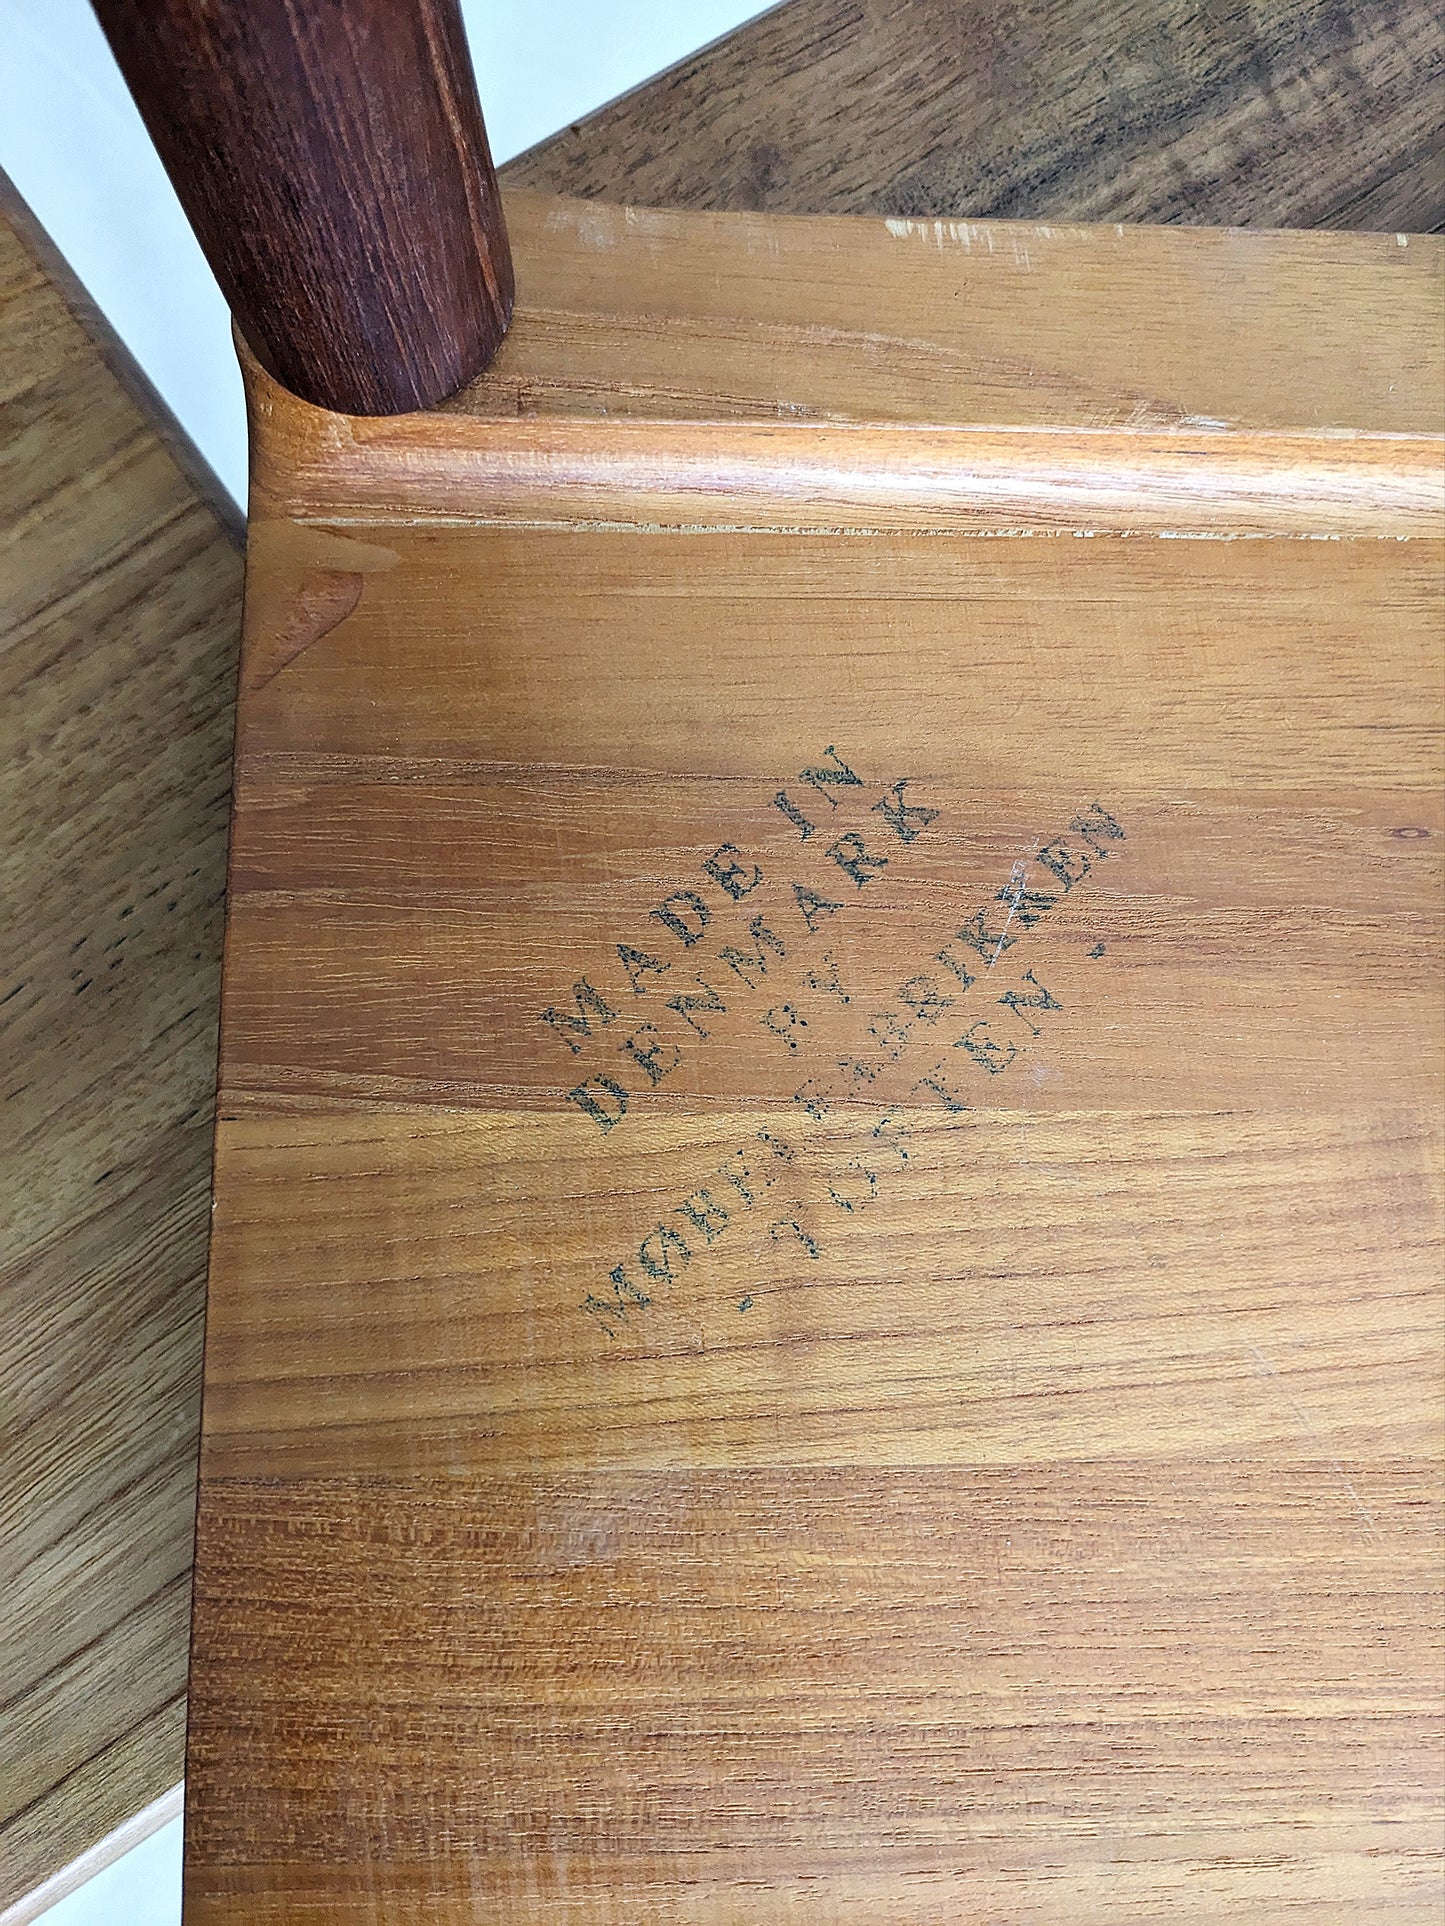 MADE IN
DENMARK
BY
MØBELFABRIKKEN
• TOFTEN •